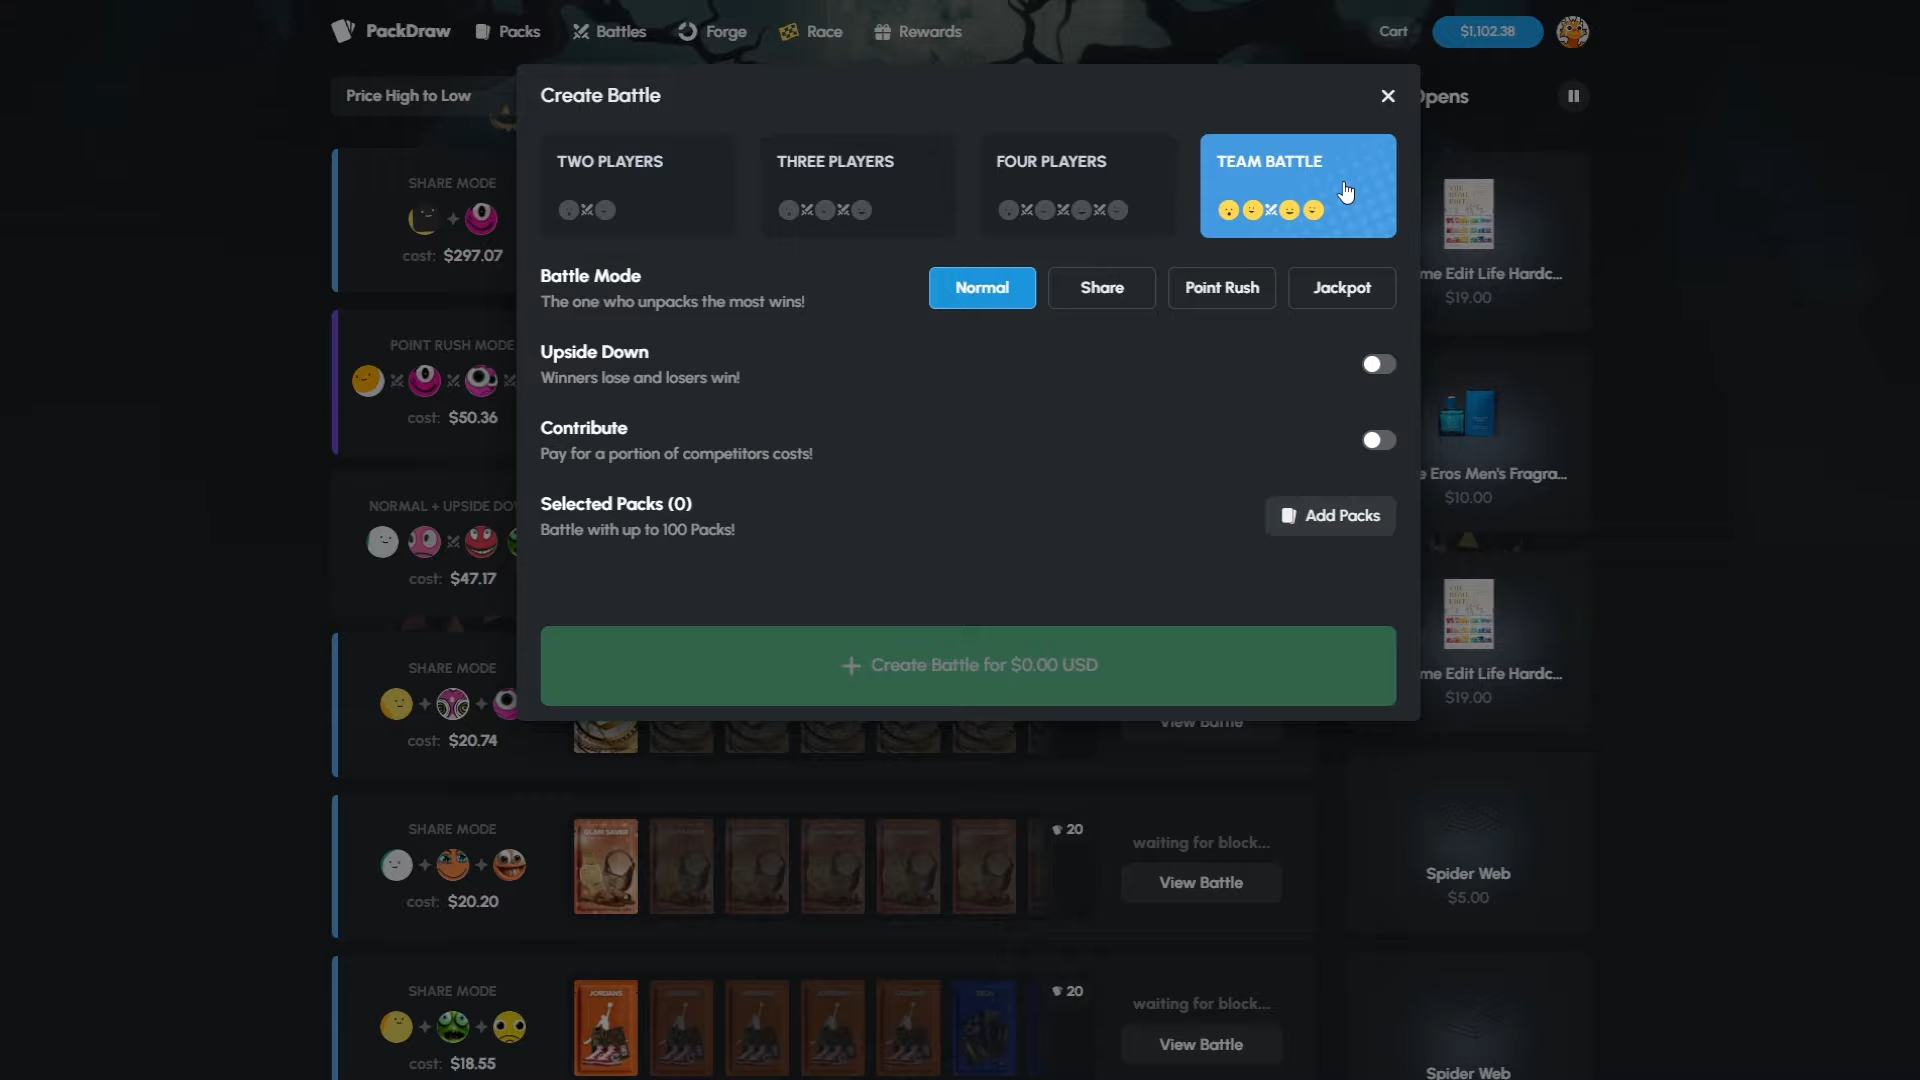 PackDraw
Packs
Battles
Forge
Race
Rewards
Cart
$1,102.38
Price High to Low
Create Battle
Opens
TWO PLAYERS
THREE PLAYERS
FOUR PLAYERS
TEAM BATTLE
Battle Mode
The one who unpacks the most wins!
Normal
Share
Point Rush
Jackpot
Upside Down
Winners lose and losers win!
Contribute
Pay for a portion of competitors costs!
Selected Packs (0)
Battle with up to 100 Packs!
Add Packs
Create Battle for $0.00 USD
SHARE MODE
cost: $297.07
POINT RUSH MODE
cost: $50.36
NORMAL + UPSIDE DO
cost: $47.17
SHARE MODE
cost: $20.74
View Battle
SHARE MODE
cost: $20.20
GLAM SAVER
20
waiting for block...
View Battle
SHARE MODE
cost: $18.55
JORDANS
20
waiting for block...
View Battle
me Edit Life Hardc...
$19.00
e Eros Men's Fragra...
$10.00
me Edit Life Hardc...
$19.00
Spider Web
$5.00
Spider Web